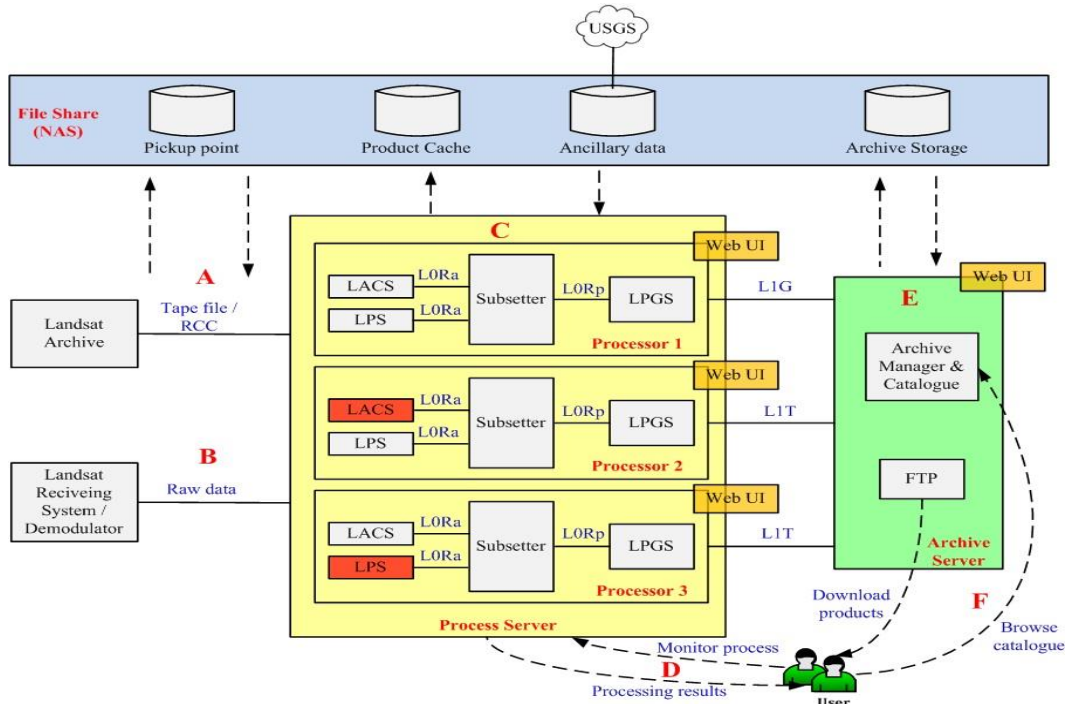 USGS
File Share
(NAS)
Pickup point
Product Cache
Ancillary data
Archive Storage
A
Tape file /
RCC
Landsat
Archive
B
Raw data
Landsat
Reciveing
System /
Demodulator
C
Web UI
LACS
L0Ra
LPS
L0Ra
Subsetter
L0Rp
LPGS
Processor 1
L1G
Web UI
LACS
L0Ra
LPS
L0Ra
Subsetter
L0Rp
LPGS
Processor 2
L1T
Web UI
LACS
L0Ra
LPS
L0Ra
Subsetter
L0Rp
LPGS
Processor 3
L1T
Process Server
Web UI
E
Archive
Manager &
Catalogue
FTP
Archive
Server
Download
products
F
Browse
catalogue
Monitor process
D
Processing results
User